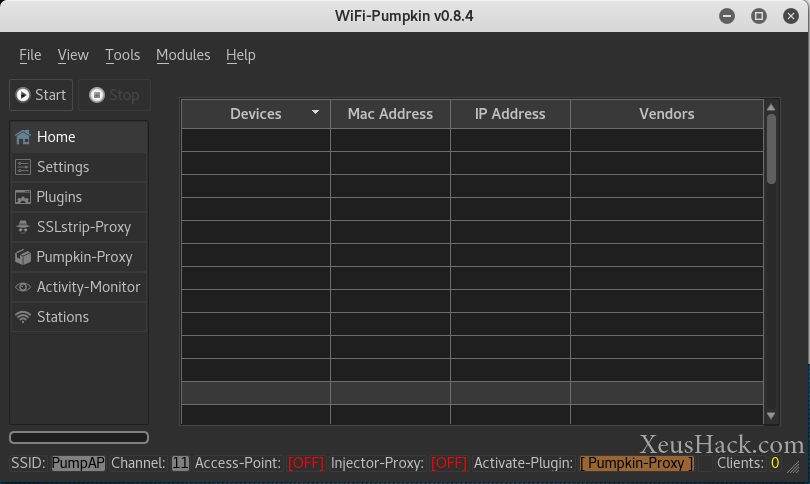 WiFi-Pumpkin v0.8.4
File View Tools Modules Help
Start Stop
Devices Mac Address IP Address Vendors
Home
Settings
Plugins
SSLstrip-Proxy
Pumpkin-Proxy
Activity-Monitor
Stations
XeusHack.com
SSID: PumpAP Channel: 11 Access-Point: [OFF] Injector-Proxy: [OFF] Activate-Plugin: [ Pumpkin-Proxy ] Clients: 0